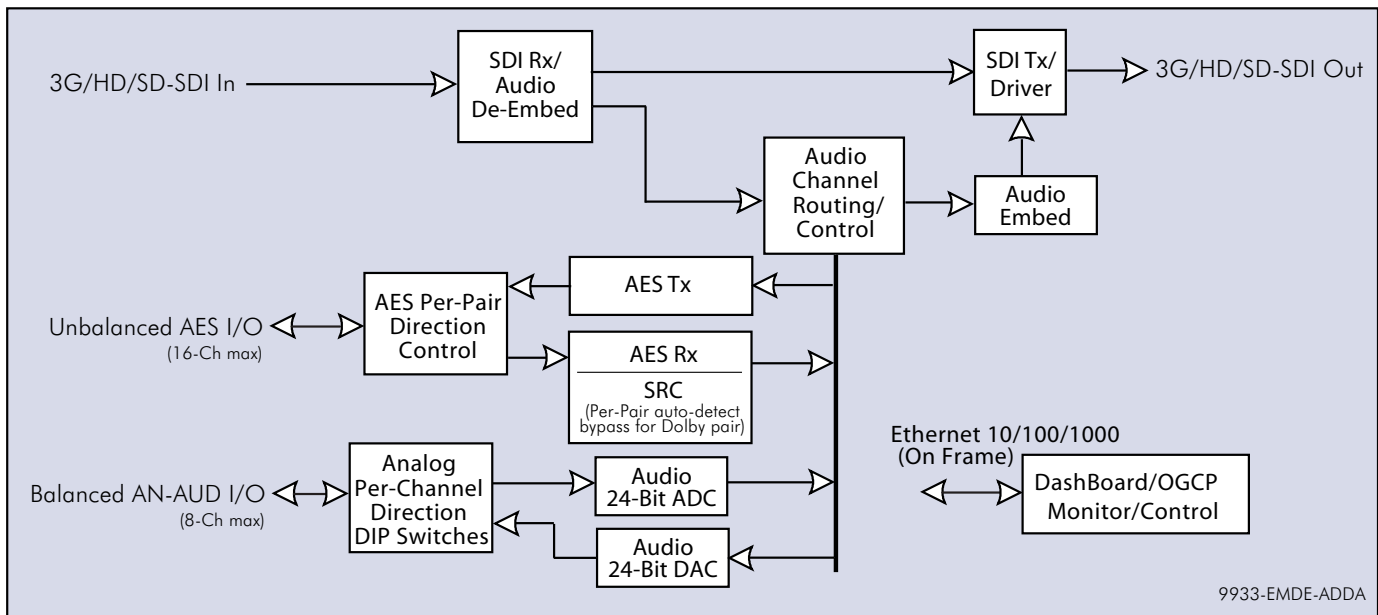 3G/HD/SD-SDI In
SDI Rx/
Audio
De-Embed
SDI Tx/
Driver
3G/HD/SD-SDI Out
Audio
Channel
Routing/
Control
Audio
Embed
Unbalanced AES I/O
(16-Ch max)
AES Per-Pair
Direction
Control
AES Tx
AES Rx
SRC
(Per-Pair auto-detect
bypass for Dolby pair)
Balanced AN-AUD I/O
(8-Ch max)
Analog
Per-Channel
Direction
DIP Switches
Audio
24-Bit ADC
Audio
24-Bit DAC
Ethernet 10/100/1000
(On Frame)
DashBoard/OGCP
Monitor/Control
9933-EMDE-ADDA